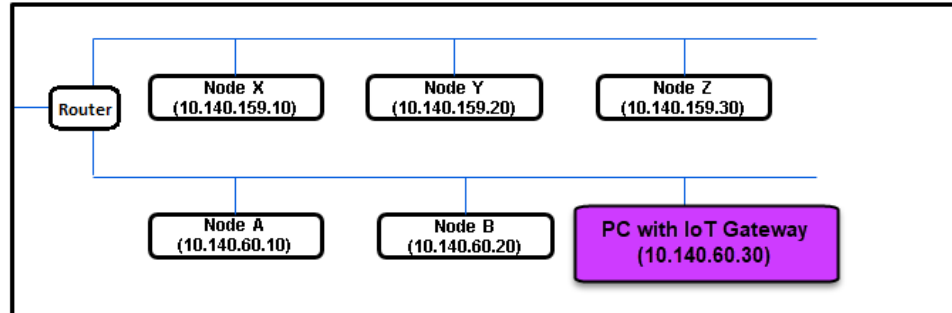 Node X
(10.140.159.10)
Node Y
(10.140.159.20)
Node Z
(10.140.159.30)
Router
Node A
(10.140.60.10)
Node B
(10.140.60.20)
PC with IoT Gateway
(10.140.60.30)